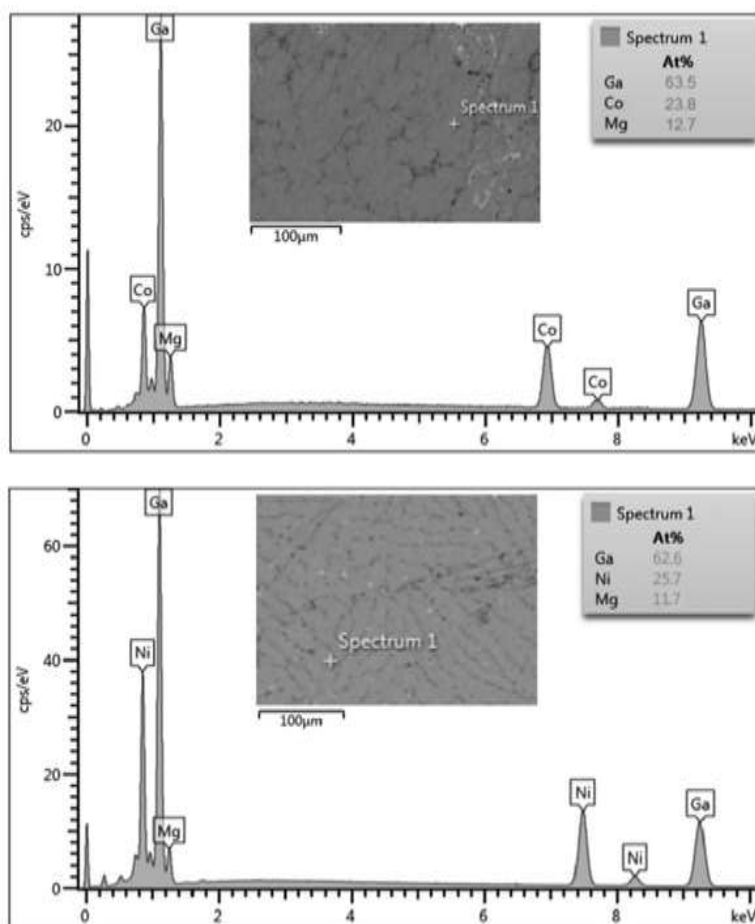 Ga
Spectrum 1
At%
Ga 63.5
Co 23.8
Mg 12.7
Spectrum 1
20
cps/eV
100µm
10
Co
Mg
Co
Co
Ga
0
0 2 4 6 8 keV
Ga
Spectrum 1
At%
Ga 62.6
Ni 25.7
Mg 11.7
60
Ni
Spectrum 1
40
cps/eV
100µm
20
Ni
Mg
Ni
Ga
0
0 2 4 6 8 keV